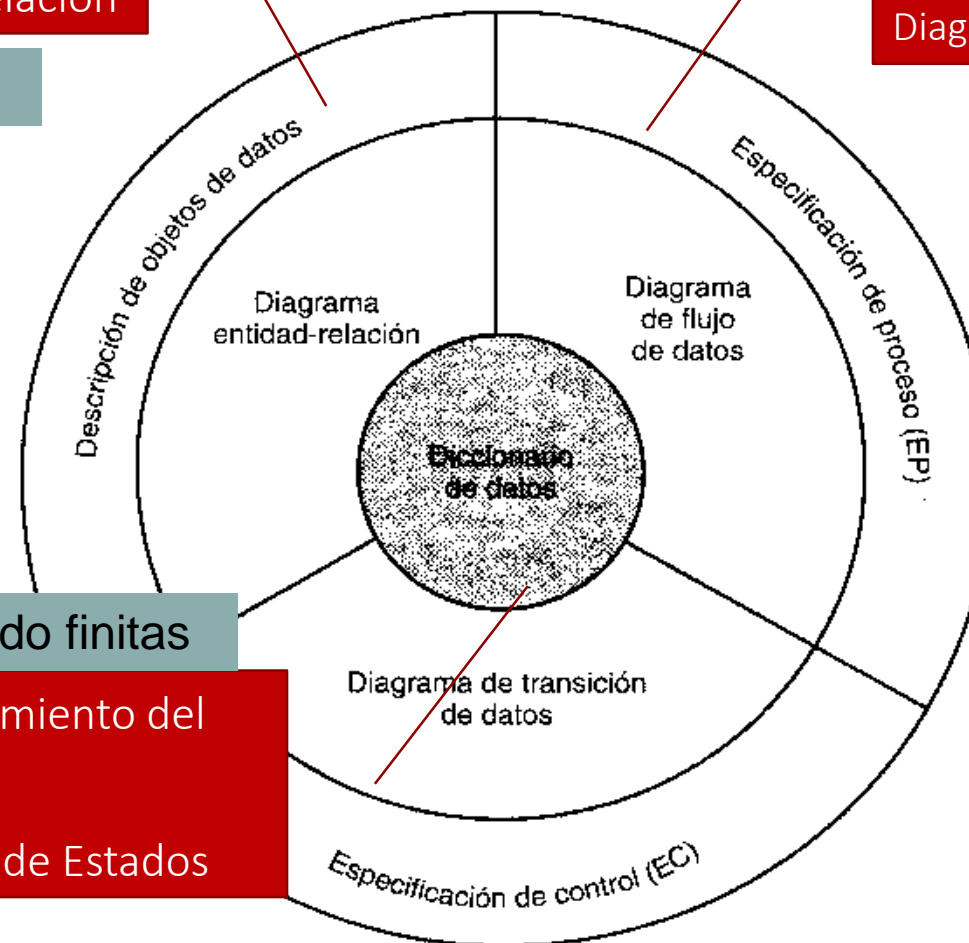 elación
Diag
Descripción de objetos de datos
Especificación de proceso (EP)
Diagrama
entidad-relación
Diagrama
de flujo
de datos
Diccionario
de datos
do finitas
miento del
de Estados
Diagrama de transición
de datos
Especificación de control (EC)